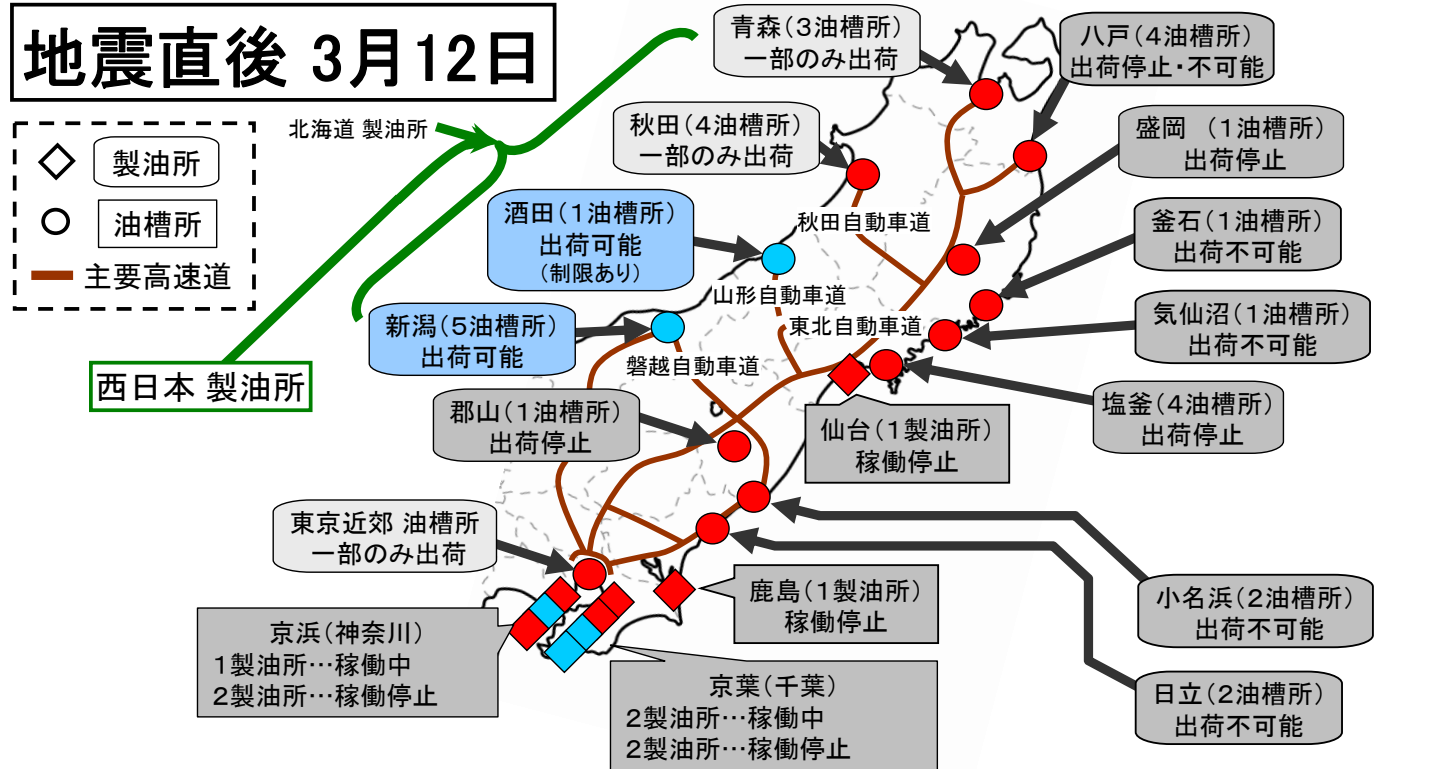 地震直後 3月12日
北海道 製油所
製油所
油槽所
主要高速道
西日本 製油所
青森(3油槽所)
一部のみ出荷
八戸(4油槽所)
出荷停止・不可能
秋田(4油槽所)
一部のみ出荷
盛岡 (1油槽所)
出荷停止
酒田(1油槽所)
出荷可能
(制限あり)
秋田自動車道
釜石(1油槽所)
出荷不可能
山形自動車道
新潟(5油槽所)
出荷可能
東北自動車道
気仙沼(1油槽所)
出荷不可能
磐越自動車道
郡山(1油槽所)
出荷停止
塩釜(4油槽所)
出荷停止
仙台(1製油所)
稼働停止
東京近郊 油槽所
一部のみ出荷
鹿島(1製油所)
稼働停止
小名浜(2油槽所)
出荷不可能
京浜(神奈川)
1製油所…稼働中
2製油所…稼働停止
京葉(千葉)
2製油所…稼働中
2製油所…稼働停止
日立(2油槽所)
出荷不可能